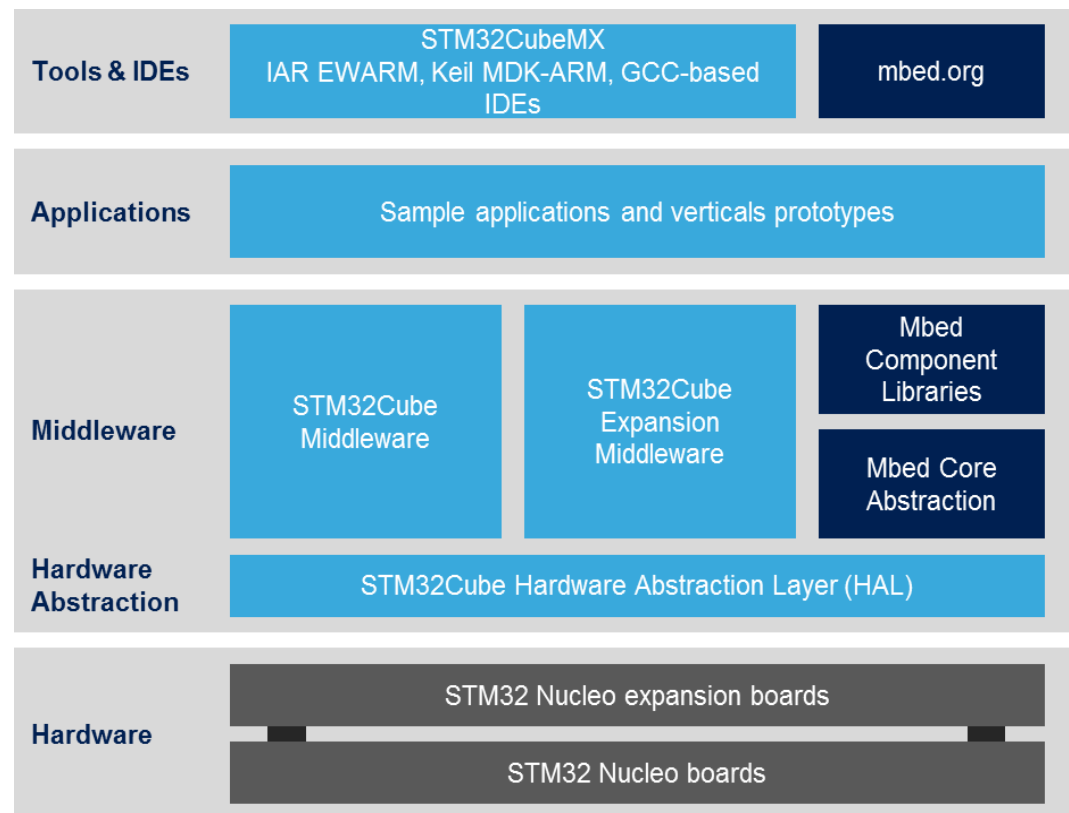 Tools & IDEs
STM32CubeMX
IAR EWARM, Keil MDK-ARM, GCC-based
IDEs
mbed.org
Applications
Sample applications and verticals prototypes
Middleware
STM32Cube
Middleware
STM32Cube
Expansion
Middleware
Mbed
Component
Libraries
Mbed Core
Abstraction
Hardware
Abstraction
STM32Cube Hardware Abstraction Layer (HAL)
Hardware
STM32 Nucleo expansion boards
STM32 Nucleo boards